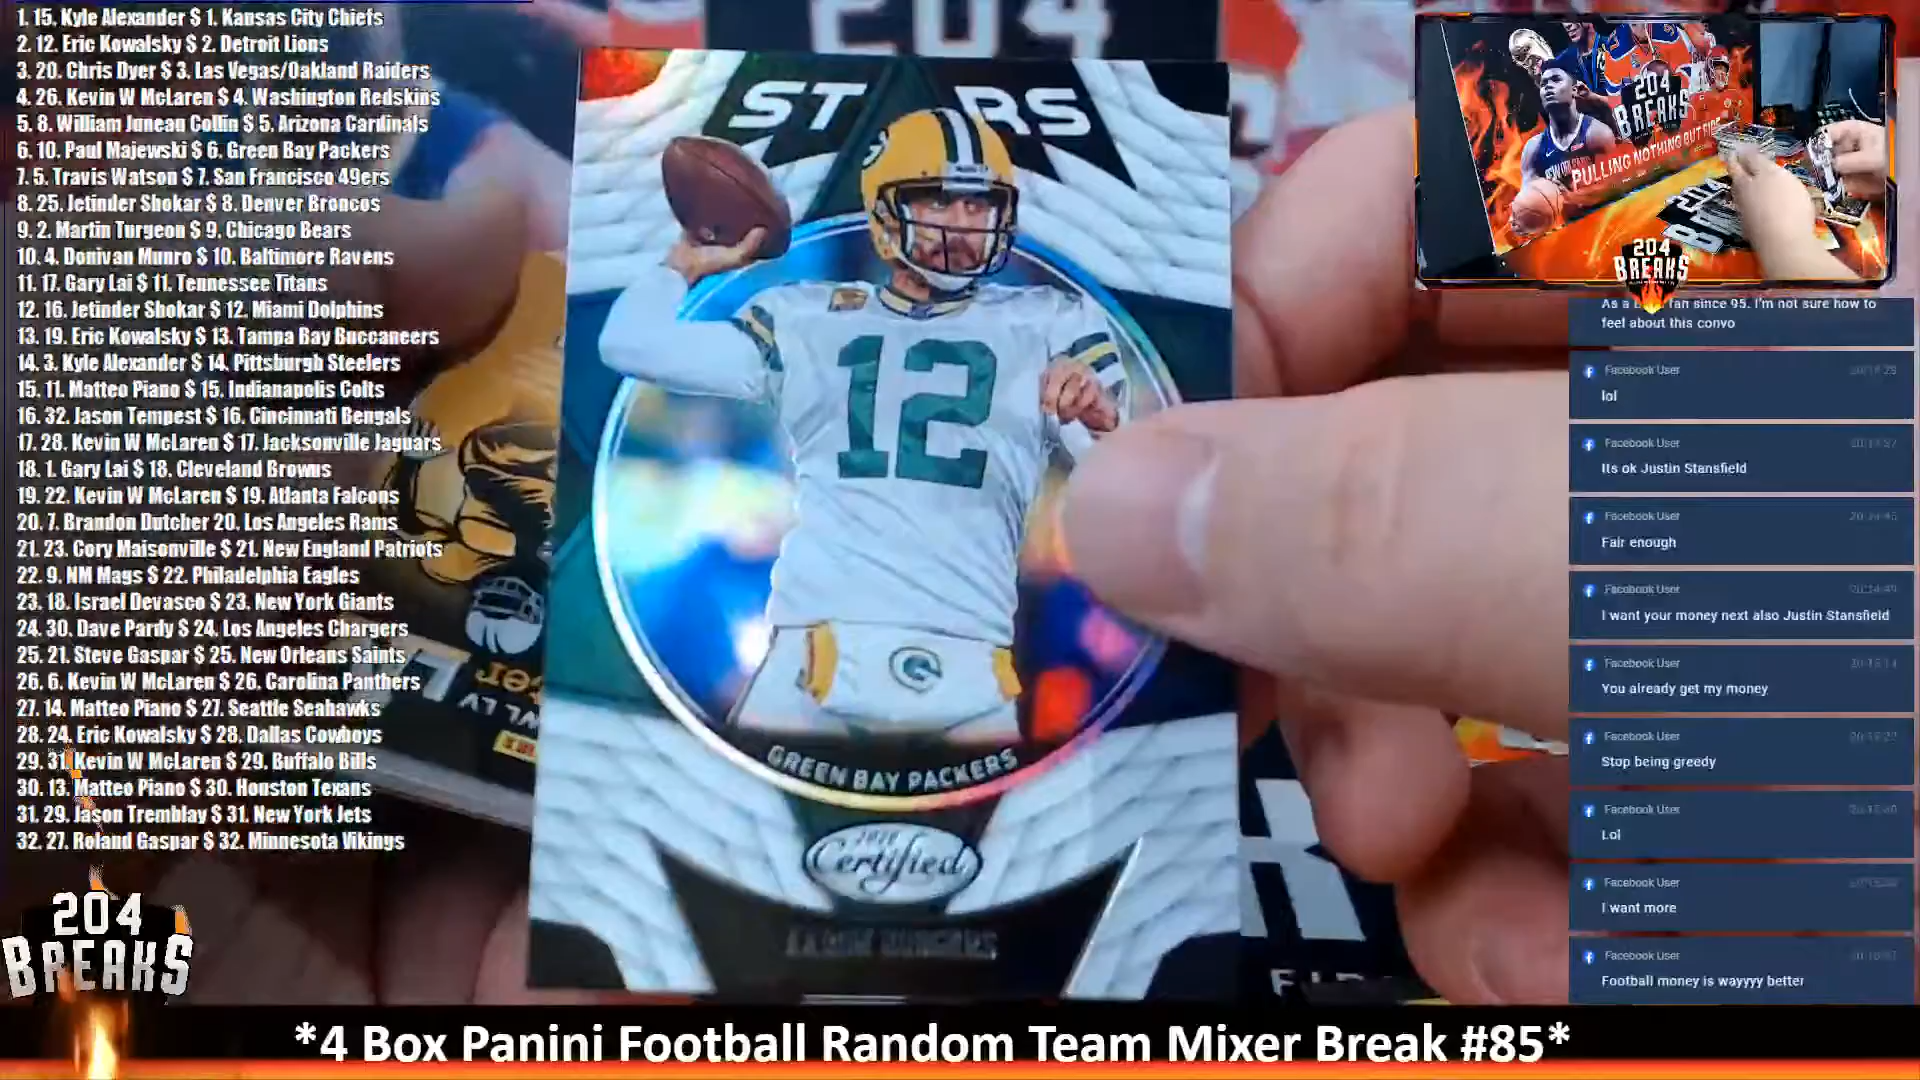 1. 15. Kyle Alexander $ 1. Kansas City Chiefs
2. 12. Eric Kowalsky $ 2. Detroit Lions
3. 20. Chris Dyer $ 3. Las Vegas/Oakland Raiders
4. 26. Kevin W McLaren $ 4. Washington Redskins
5. 8. William Juneau Collin $ 5. Arizona Cardinals
6. 10. Paul Majewski $ 6. Green Bay Packers
7. 5. Travis Watson $ 7. San Francisco 49ers
8. 25. Jetinder Shokar $ 8. Denver Broncos
9. 2. Martin Turgeon $ 9. Chicago Bears
10. 4. Donivan Munro $ 10. Baltimore Ravens
11. 17. Gary Lai $ 11. Tennessee Titans
12. 16. Jetinder Shokar $ 12. Miami Dolphins
13. 19. Eric Kowalsky $ 13. Tampa Bay Buccaneers
14. 3. Kyle Alexander $ 14. Pittsburgh Steelers
15. 11. Matteo Piano $ 15. Indianapolis Colts
16. 32. Jason Tempest $ 16. Cincinnati Bengals
17. 28. Kevin W McLaren $ 17. Jacksonville Jaguars
18. 1. Gary Lai $ 18. Cleveland Browns
19. 22. Kevin W McLaren $ 19. Atlanta Falcons
20. 7. Brandon Dutcher 20. Los Angeles Rams
21. 23. Cory Maisonville $ 21. New England Patriots
22. 9. NM Mags $ 22. Philadelphia Eagles
23. 18. Israel Devasco $ 23. New York Giants
24. 30. Dave Pardy $ 24. Los Angeles Chargers
25. 21. Steve Gaspar $ 25. New Orleans Saints
26. 6. Kevin W McLaren $ 26. Carolina Panthers
27. 14. Matteo Piano $ 27. Seattle Seahawks
28. 24. Eric Kowalsky $ 28. Dallas Cowboys
29. 31. Kevin W McLaren $ 29. Buffalo Bills
30. 13. Matteo Piano $ 30. Houston Texans
31. 29. Jason Tremblay $ 31. New York Jets
32. 27. Roland Gaspar $ 32. Minnesota Vikings
204
BREAKS
204
ST RS
12
G
GREEN BAY PACKERS
2020
Certified
AARON RODGERS
204
BREAKS
PULLING NOTHING BUT FIRE
204
BREAKS
As a fan since 95. I'm not sure how to
feel about this convo
Facebook User
lol
Facebook User
Its ok Justin Stansfield
Facebook User
Fair enough
Facebook User
I want your money next also Justin Stansfield
Facebook User
You already get my money
Facebook User
Stop being greedy
Facebook User
Lol
Facebook User
I want more
Facebook User
Football money is wayyyy better
*4 Box Panini Football Random Team Mixer Break #85*